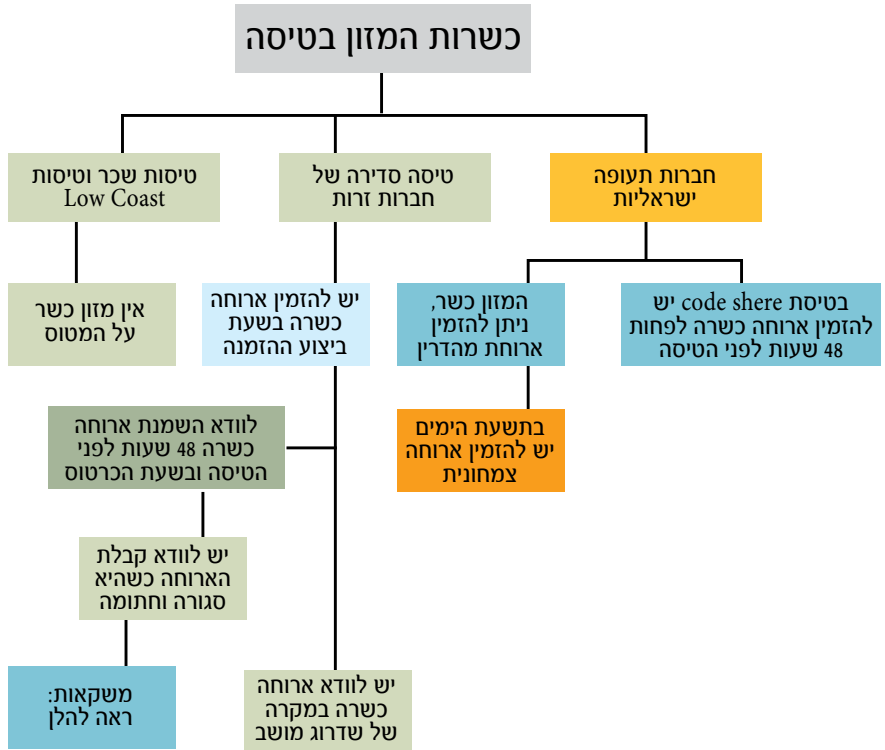 כשרות המזון בטיסה
חברות תעופה
ישראליות
טיסה סדירה של
חברות זרות
טיסות שכר וטיסות
Low Coast
בטיסת code shere יש
להזמין ארוחה כשרה לפחות
48 שעות לפני הטיסה
המזון כשר,
ניתן להזמין
ארוחת מהדרין
יש להזמין ארוחה
כשרה בשעת
ביצוע ההזמנה
אין מזון כשר
על המטוס
בתשעת הימים
יש להזמין ארוחה
צמחונית
לוודא השמנת ארוחה
כשרה 48 שעות לפני
הטיסה ובשעת הכרטוס
יש לוודא קבלת
הארוחה כשהיא
סגורה וחתומה
יש לוודא ארוחה
כשרה במקרה
של שדרוג מושב
משקאות:
ראה להלן